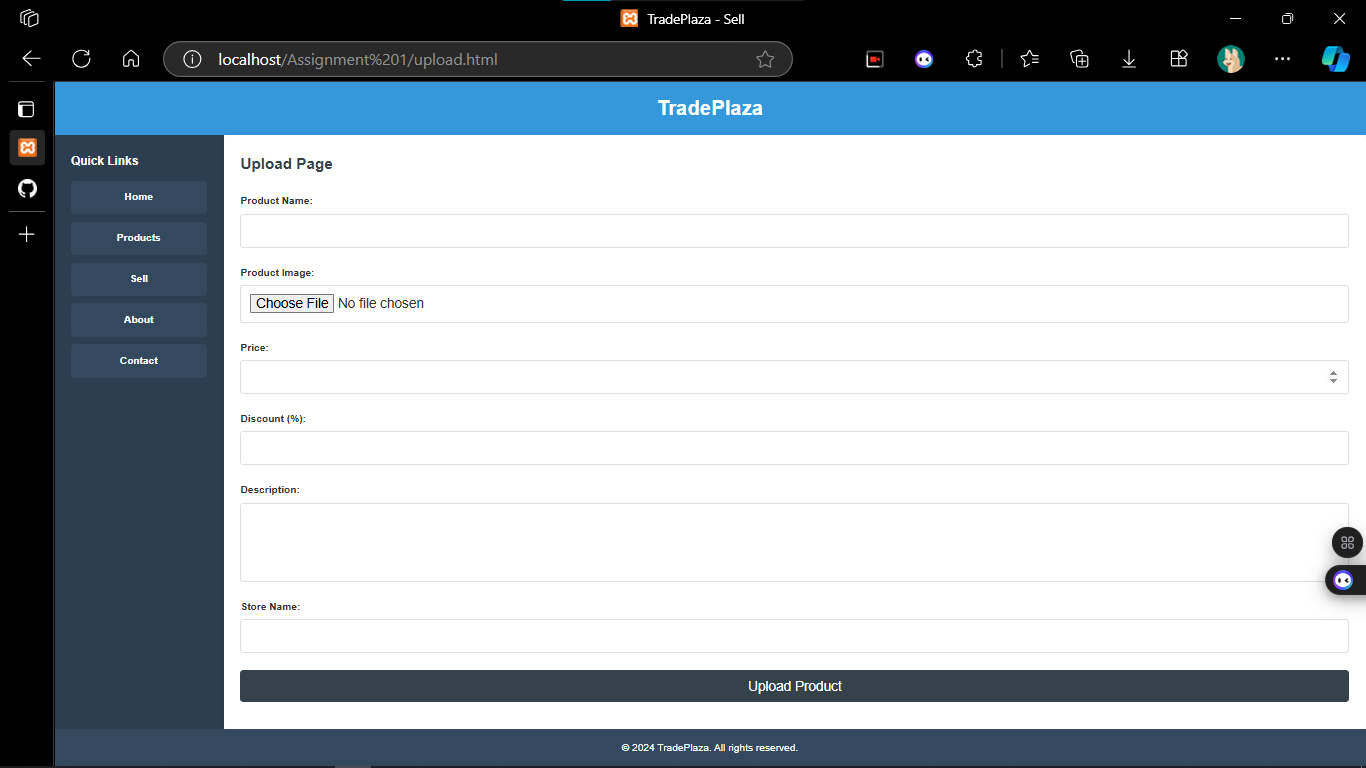 TradePlaza - Sell
localhost/Assignment%201/upload.html
TradePlaza
Quick Links
Home
Products
Sell
About
Contact
Upload Page
Product Name:
Product Image:
Choose File No file chosen
Price:
Discount (%):
Description:
Store Name:
Upload Product
© 2024 TradePlaza. All rights reserved.